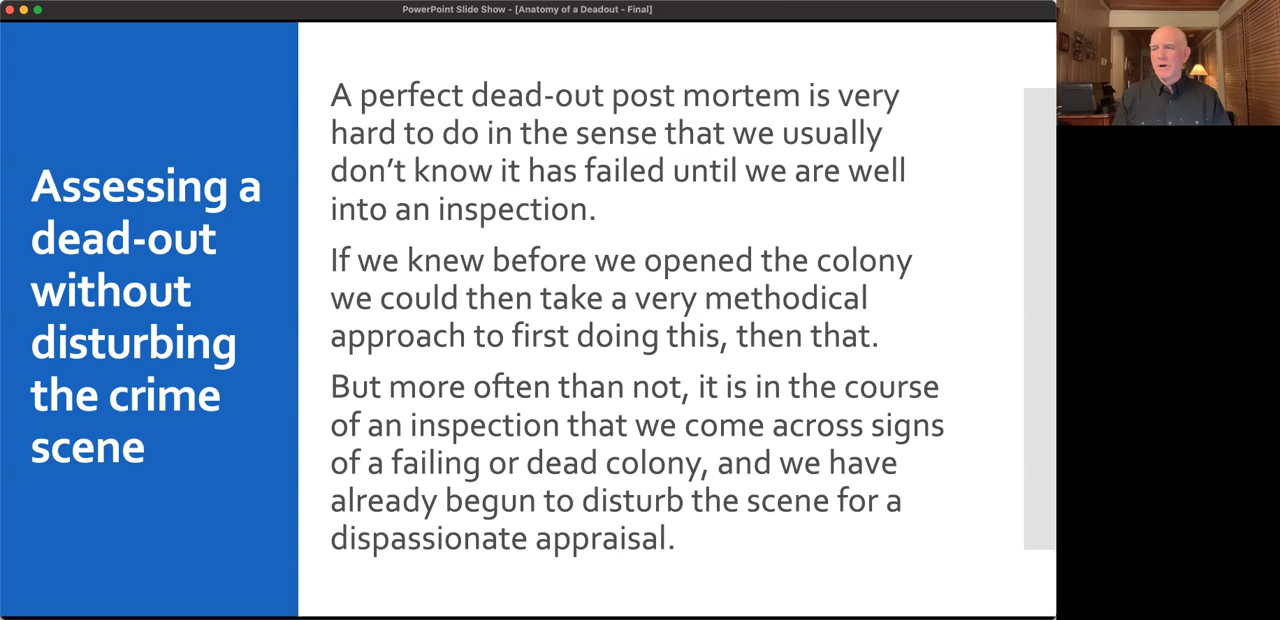 PowerPoint Slide Show - [Anatomy of a Deadout - Final]
Assessing a
dead-out
without
disturbing
the crime
scene
A perfect dead-out post mortem is very
hard to do in the sense that we usually
don’t know it has failed until we are well
into an inspection.
If we knew before we opened the colony
we could then take a very methodical
approach to first doing this, then that.
But more often than not, it is in the course
of an inspection that we come across signs
of a failing or dead colony, and we have
already begun to disturb the scene for a
dispassionate appraisal.